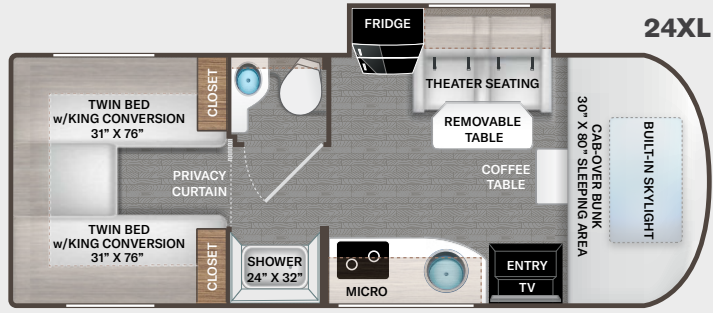 24XL
FRIDGE
THEATER SEATING
REMOVABLE
TABLE
COFFEE
TABLE
CAB-OVER BUNK
30" X 80" SLEEPING AREA
BUILT-IN SKYLIGHT
CLOSET
TWIN BED
w/KING CONVERSION
31" X 76"
PRIVACY
CURTAIN
TWIN BED
w/KING CONVERSION
31" X 76"
CLOSET
SHOWER
24" X 32"
MICRO
ENTRY
TV